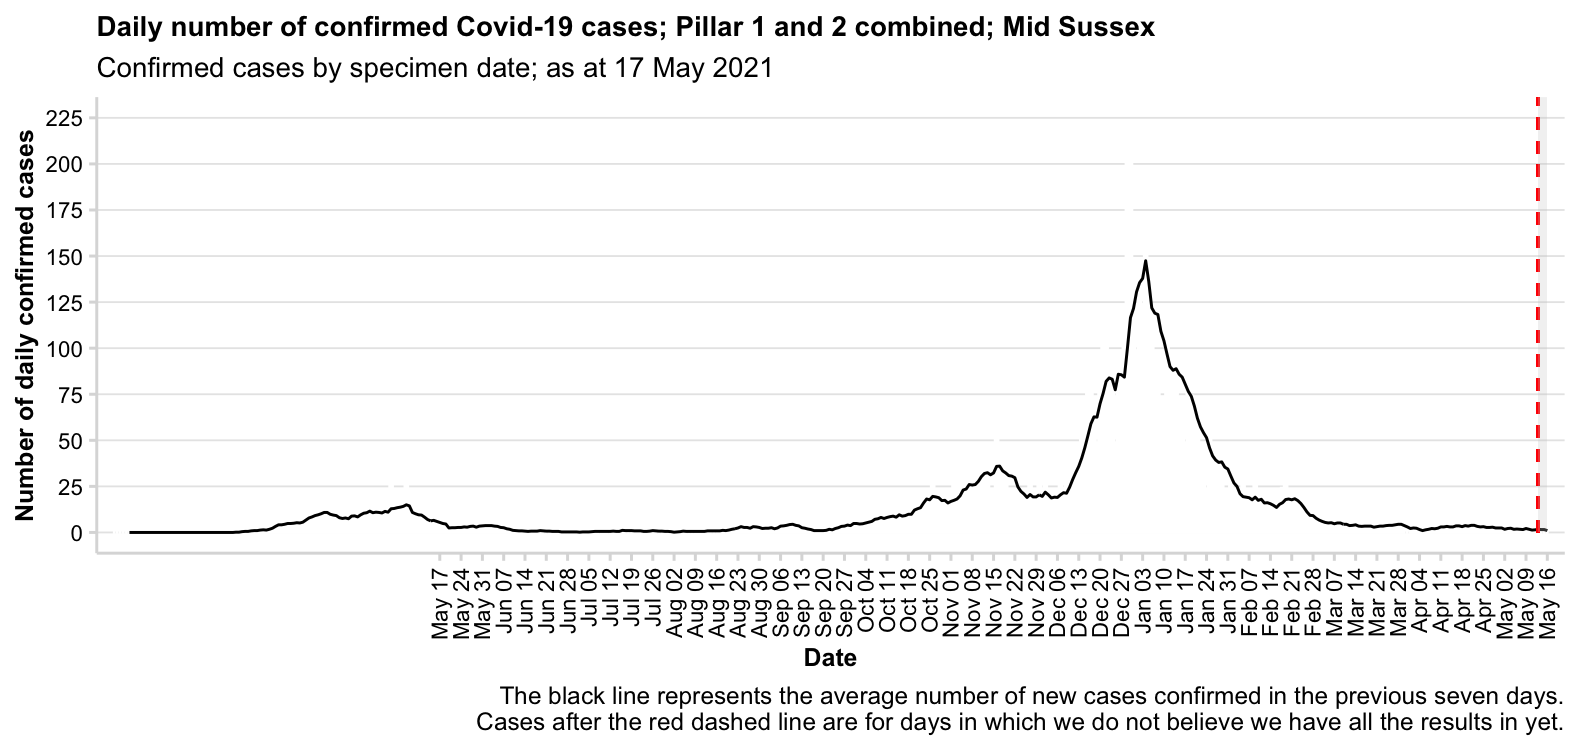 Daily number of confirmed Covid-19 cases; Pillar 1 and 2 combined; Mid Sussex
Confirmed cases by specimen date; as at 17 May 2021
Number of daily confirmed cases
225
200
175
150
125
100
75
50
25
0
May 17
May 24
May 31
Jun 07
Jun 14
Jun 21
Jun 28
Jul 05
Jul 12
Jul 19
Jul 26
Aug 02
Aug 09
Aug 16
Aug 23
Aug 30
Sep 06
Sep 13
Sep 20
Sep 27
Oct 04
Oct 11
Oct 18
Oct 25
Nov 01
Nov 08
Nov 15
Nov 22
Nov 29
Dec 06
Dec 13
Dec 20
Dec 27
Jan 03
Jan 10
Jan 17
Jan 24
Jan 31
Feb 07
Feb 14
Feb 21
Feb 28
Mar 07
Mar 14
Mar 21
Mar 28
Apr 04
Apr 11
Apr 18
Apr 25
May 02
May 09
May 16
Date
The black line represents the average number of new cases confirmed in the previous seven days.
Cases after the red dashed line are for days in which we do not believe we have all the results in yet.